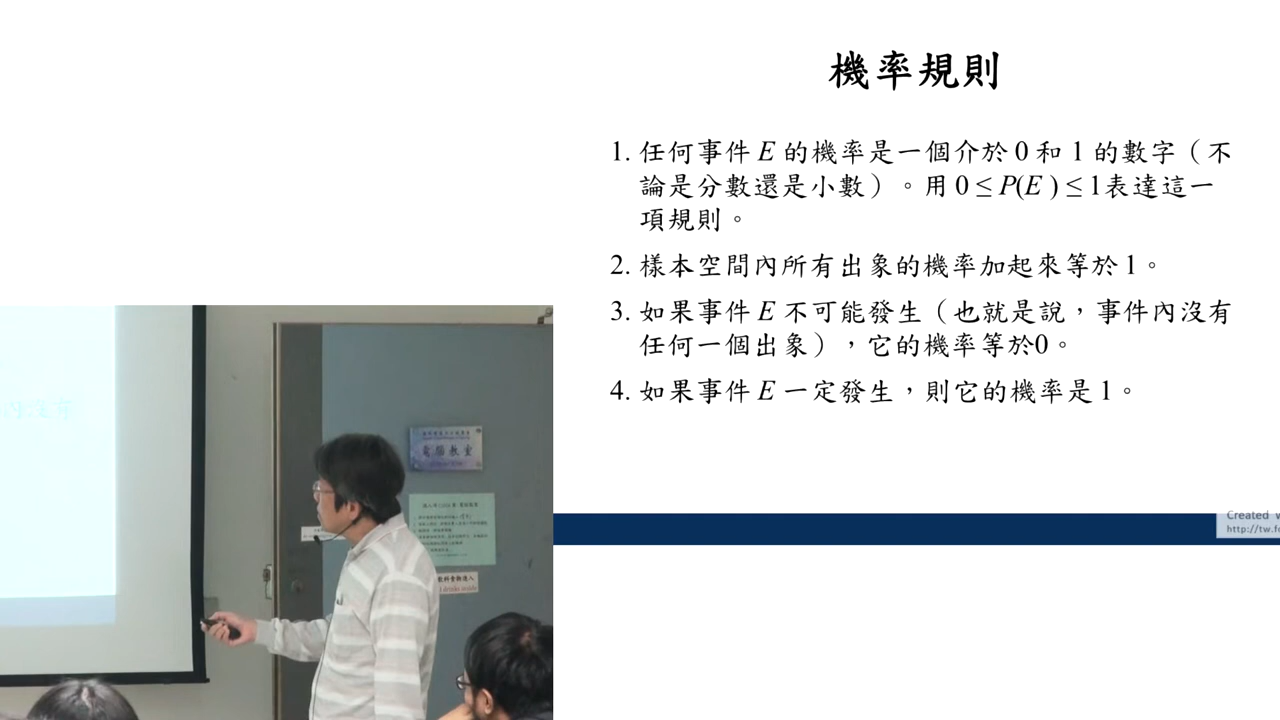 機率規則
1. 任何事件 E 的機率是一個介於 0 和 1 的數字（不
論是分數還是小數）。用 0 ≤ P(E ) ≤ 1表達這一
項規則。
2. 樣本空間內所有出象的機率加起來等於 1。
3. 如果事件 E 不可能發生（也就是說，事件內沒有
任何一個出象），它的機率等於0。
4. 如果事件 E 一定發生，則它的機率是 1。
電腦教室
Created
http://tw.fo